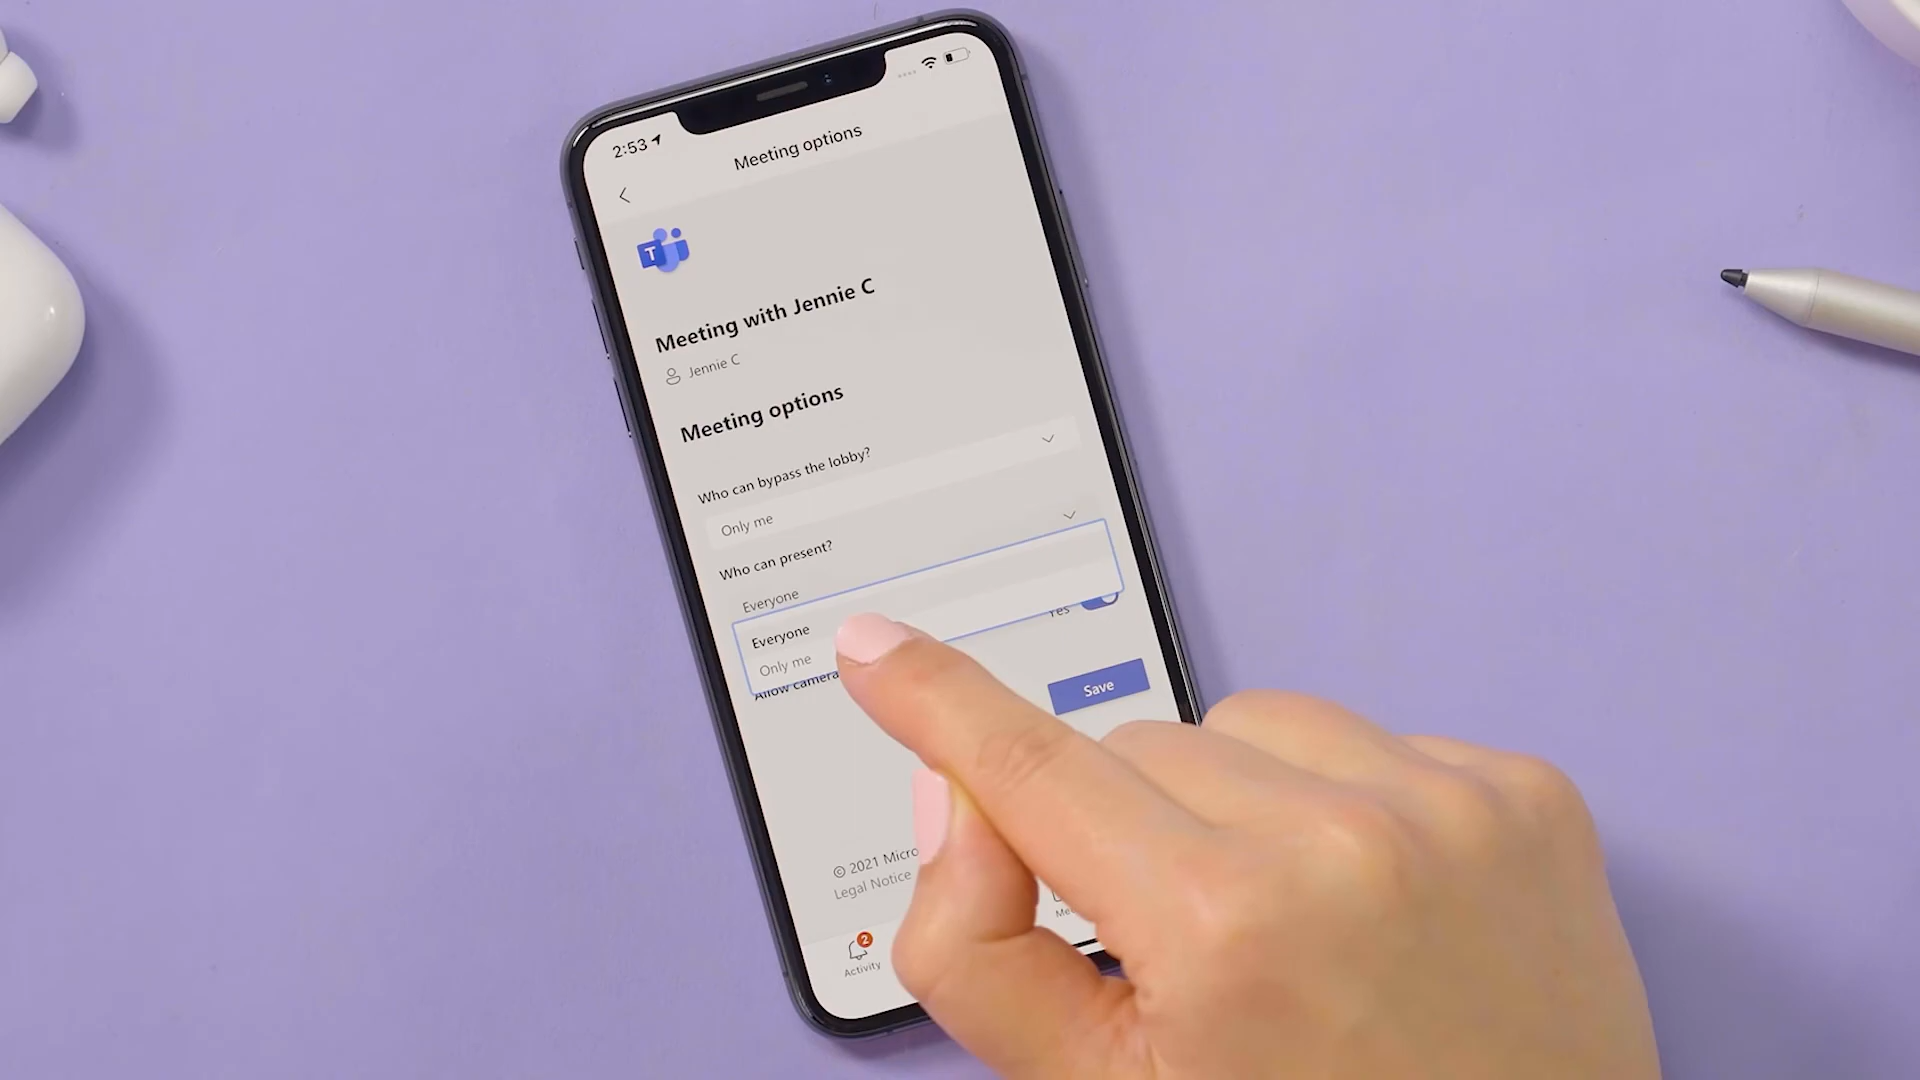 2:53
Meeting options
T
Meeting with Jennie C
Jennie C
Meeting options
Who can bypass the lobby?
Only me
Who can present?
Everyone
Everyone
Only me
Yes
Allow camera
Save
© 2021 Micro
Legal Notice
2
Activity